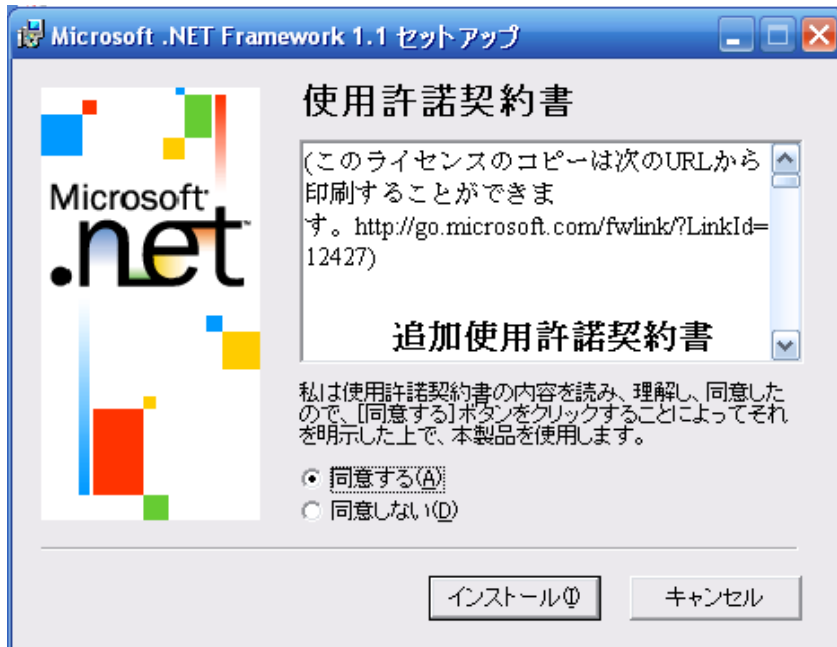 Microsoft .NET Framework 1.1 セットアップ
Microsoft
.net
使用許諾契約書
(このライセンスのコピーは次のURLから
印刷することができま
す。http://go.microsoft.com/fwlink/?LinkId=
12427)
追加使用許諾契約書
私は使用許諾契約書の内容を読み、理解し、同意した
ので、[同意する]ボタンをクリックすることによってそれ
を明示した上で、本製品を使用します。
同意する(A)
同意しない(D)
インストール(I)
キャンセル